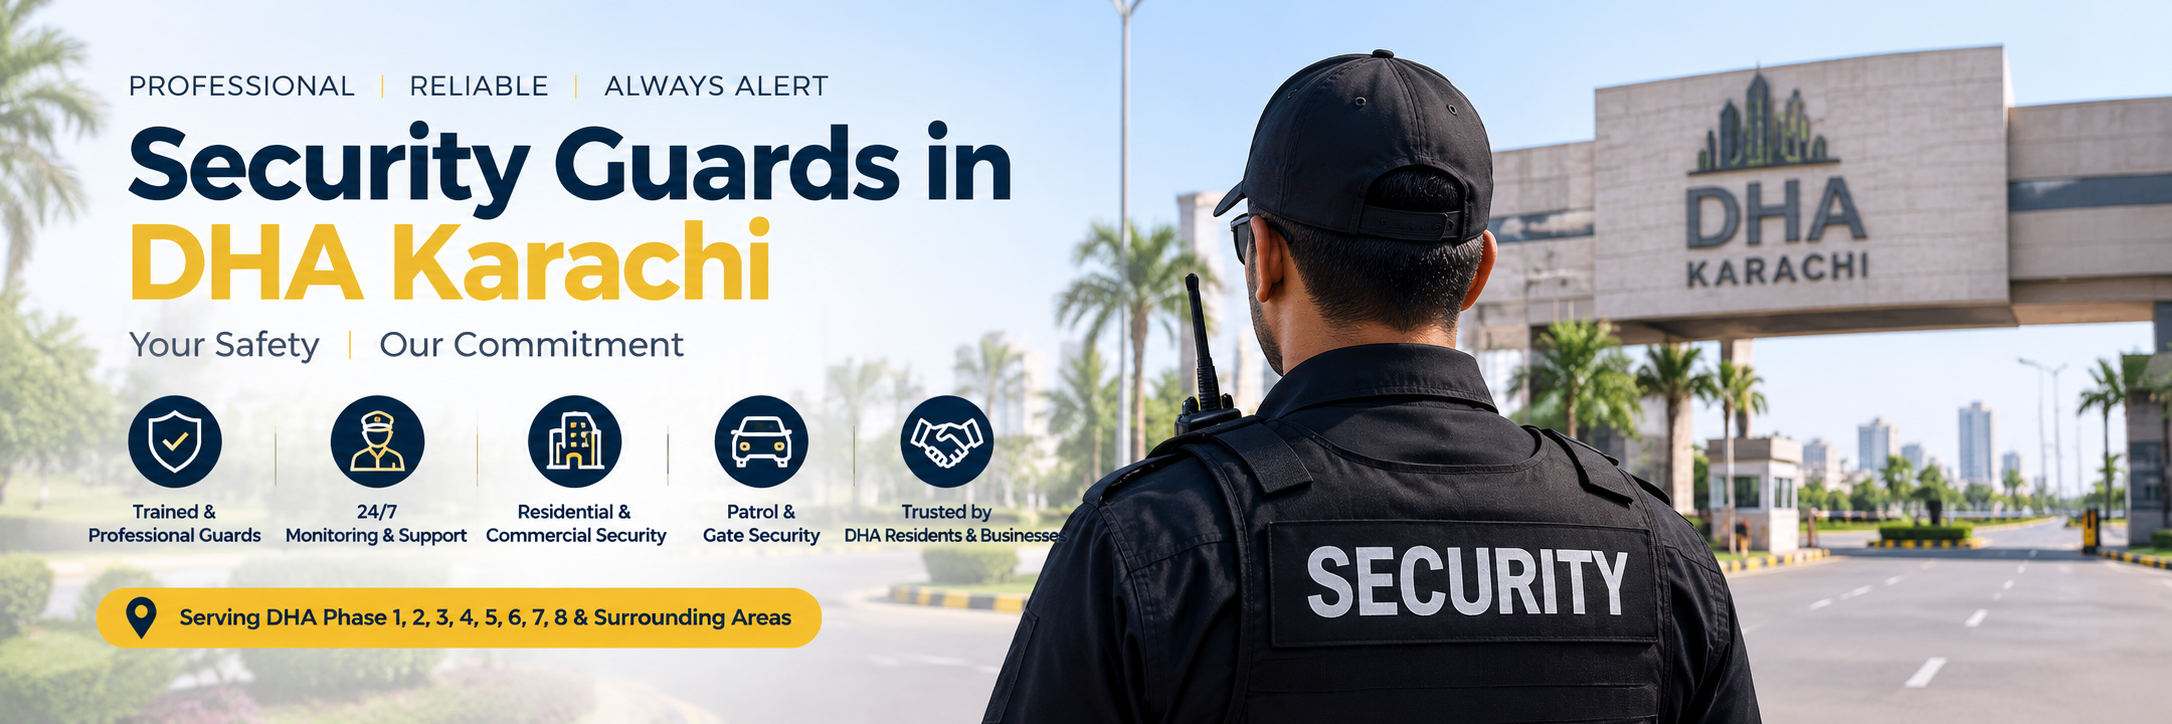 PROFESSIONAL | RELIABLE | ALWAYS ALERT
Security Guards in
DHA Karachi
Your Safety | Our Commitment
Trained &
Professional Guards
24/7
Monitoring & Support
Residential &
Commercial Security
Patrol &
Gate Security
Trusted by
DHA Residents & Businesses
Serving DHA Phase 1, 2, 3, 4, 5, 6, 7, 8 & Surrounding Areas
SECURITY
DHA
KARACHI